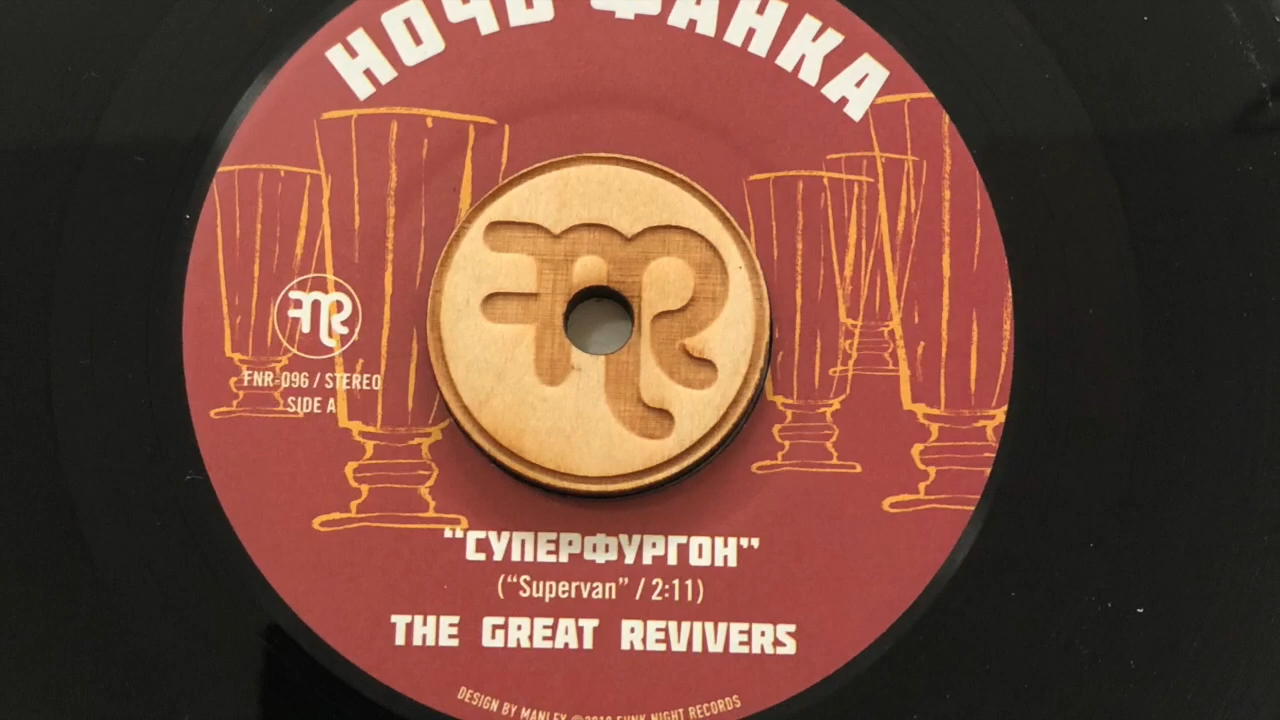 НОЧЬ ФАНКА
FNR-096 / STEREO
SIDE A
“СУПЕРФУРГОН”
(“Supervan” / 2:11)
THE GREAT REVIVERS
DESIGN BY MANLEY ©2018 FUNK NIGHT RECORDS